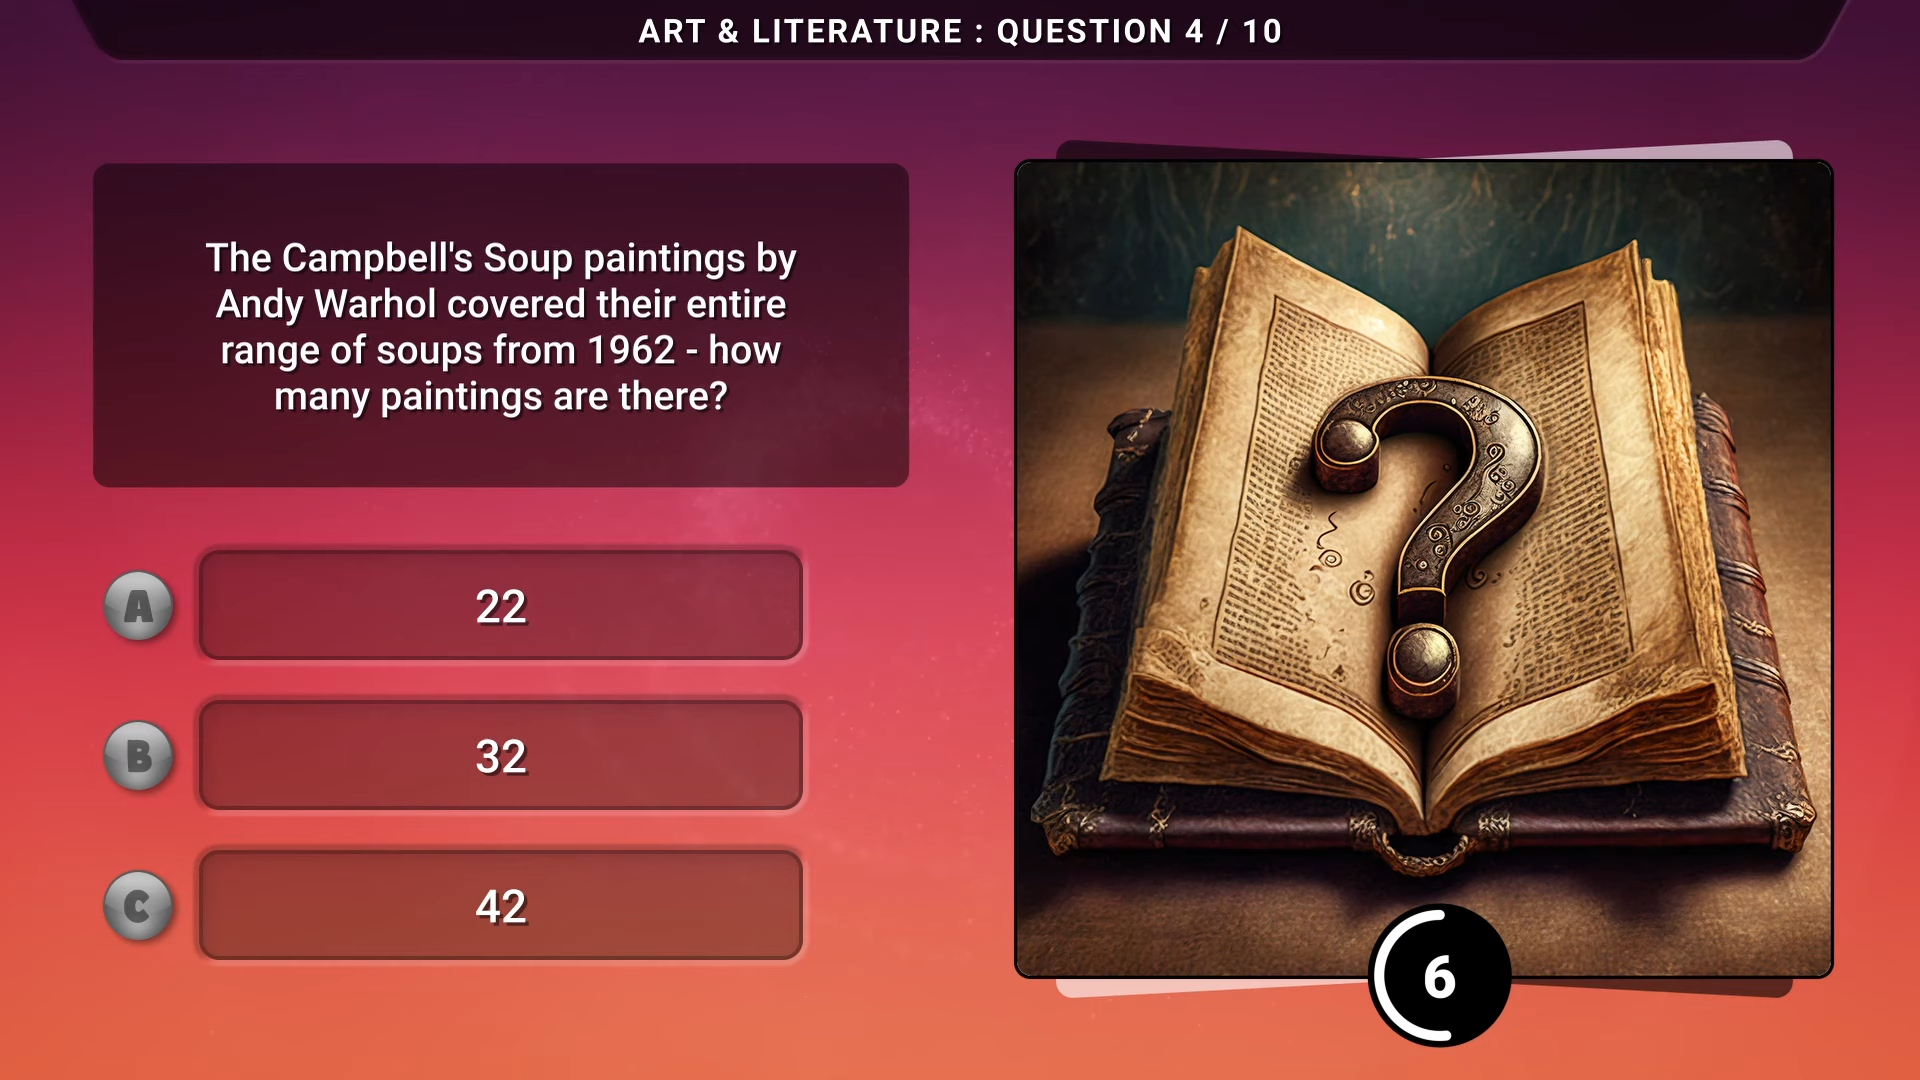 ART & LITERATURE : QUESTION 4 / 10
The Campbell's Soup paintings by
Andy Warhol covered their entire
range of soups from 1962 - how
many paintings are there?
A
22
B
32
C
42
6